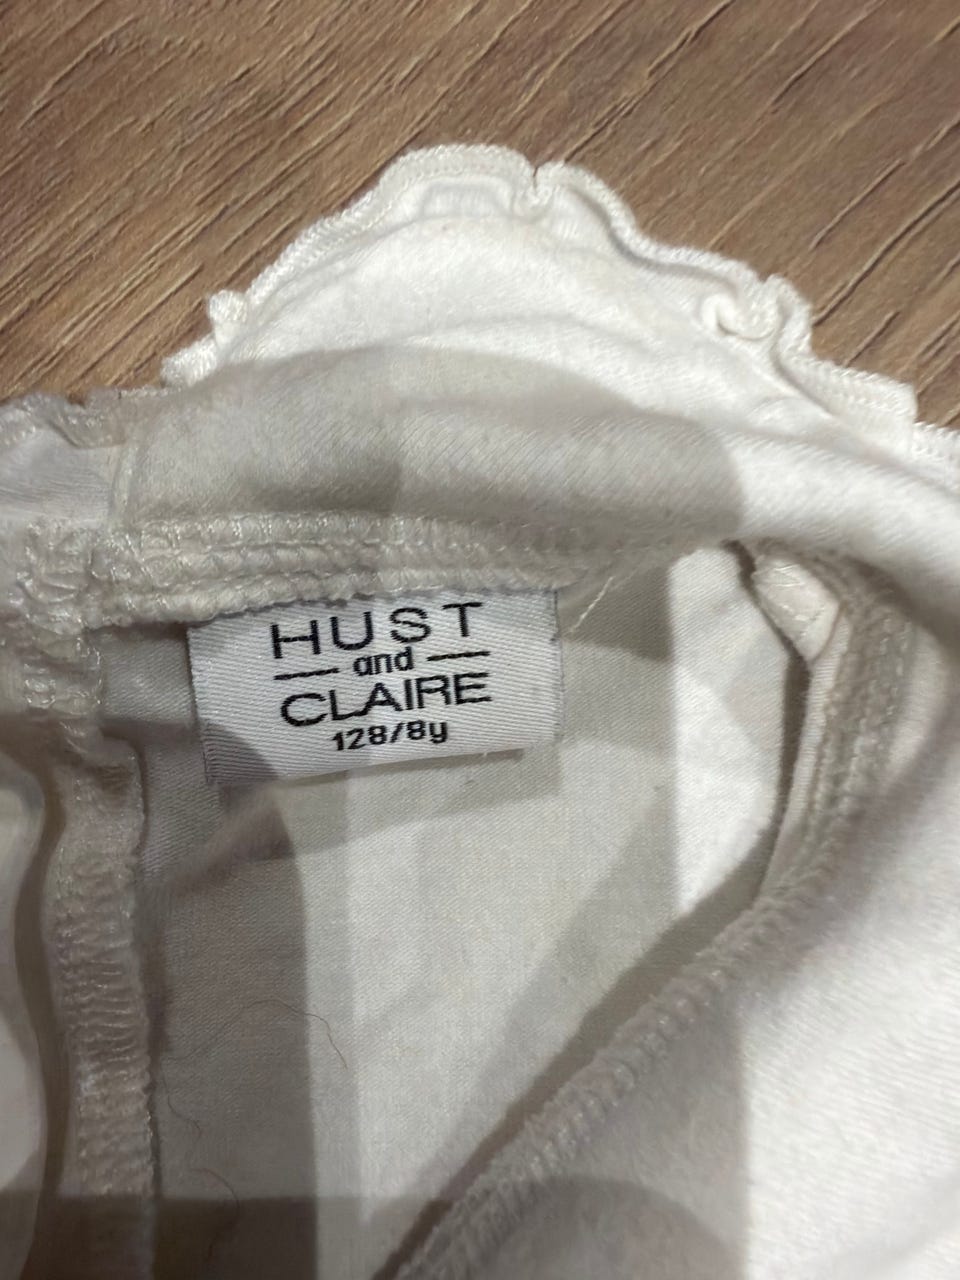 HUST
and
CLAIRE
128/8y